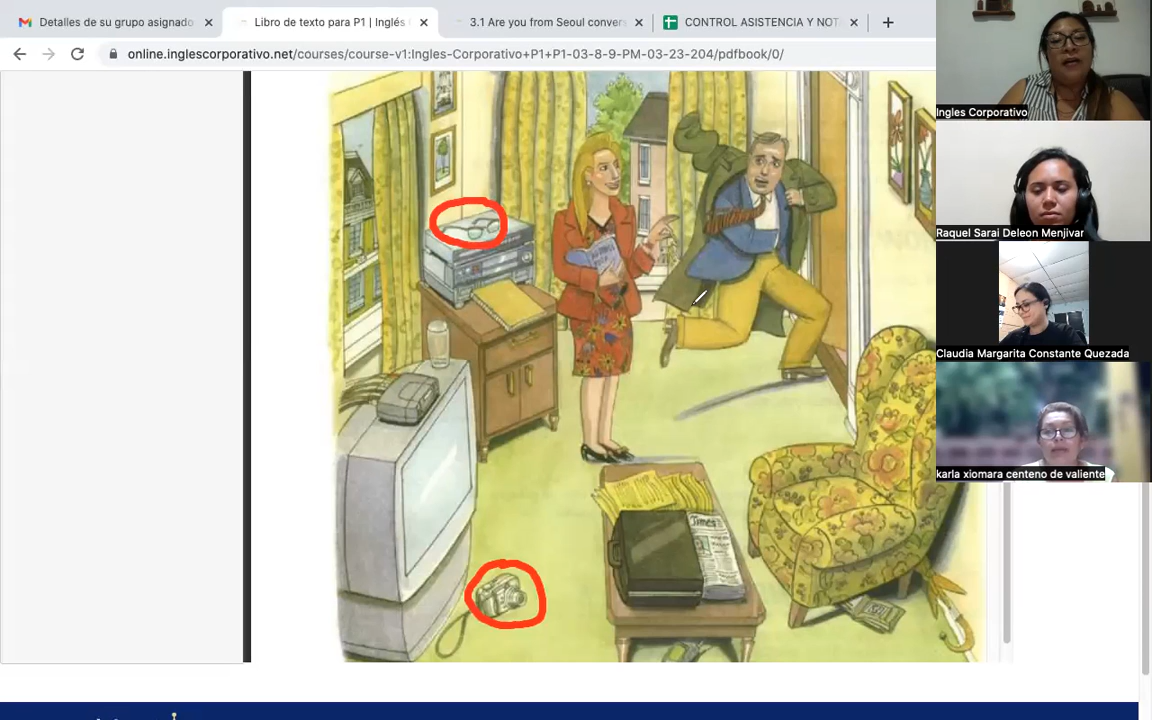 Detalles de su grupo asignado
Libro de texto para P1 | Inglés
3.1 Are you from Seoul convers
CONTROL ASISTENCIA Y NOT
online.inglescorporativo.net/courses/course-v1:Ingles-Corporativo+P1+P1-03-8-9-PM-03-23-204/pdfbook/0/
Ingles Corporativo
Raquel Sarai Deleon Menjivar
Claudia Margarita Constante Quezada
karla xiomara centeno de valiente
Times